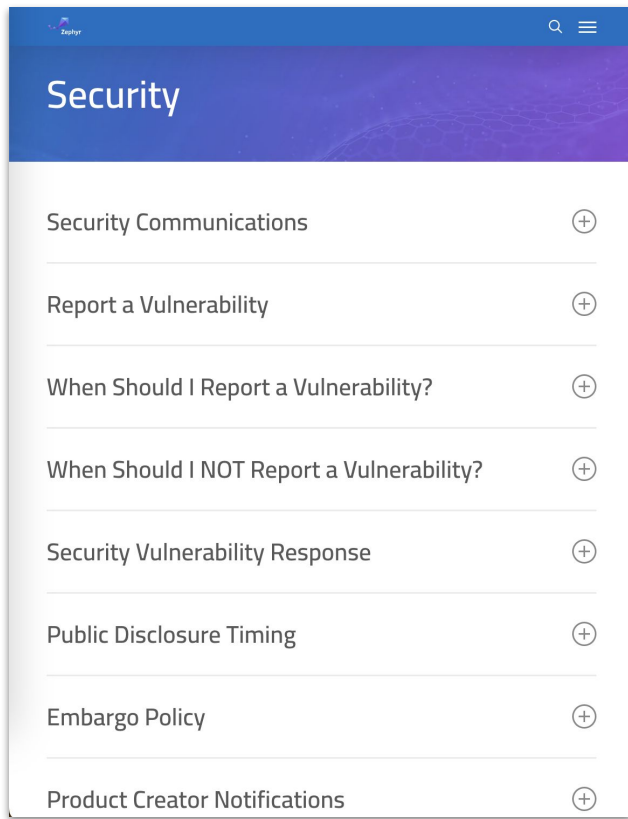 Zephyr
Security
Security Communications
Report a Vulnerability
When Should I Report a Vulnerability?
When Should I NOT Report a Vulnerability?
Security Vulnerability Response
Public Disclosure Timing
Embargo Policy
Product Creator Notifications